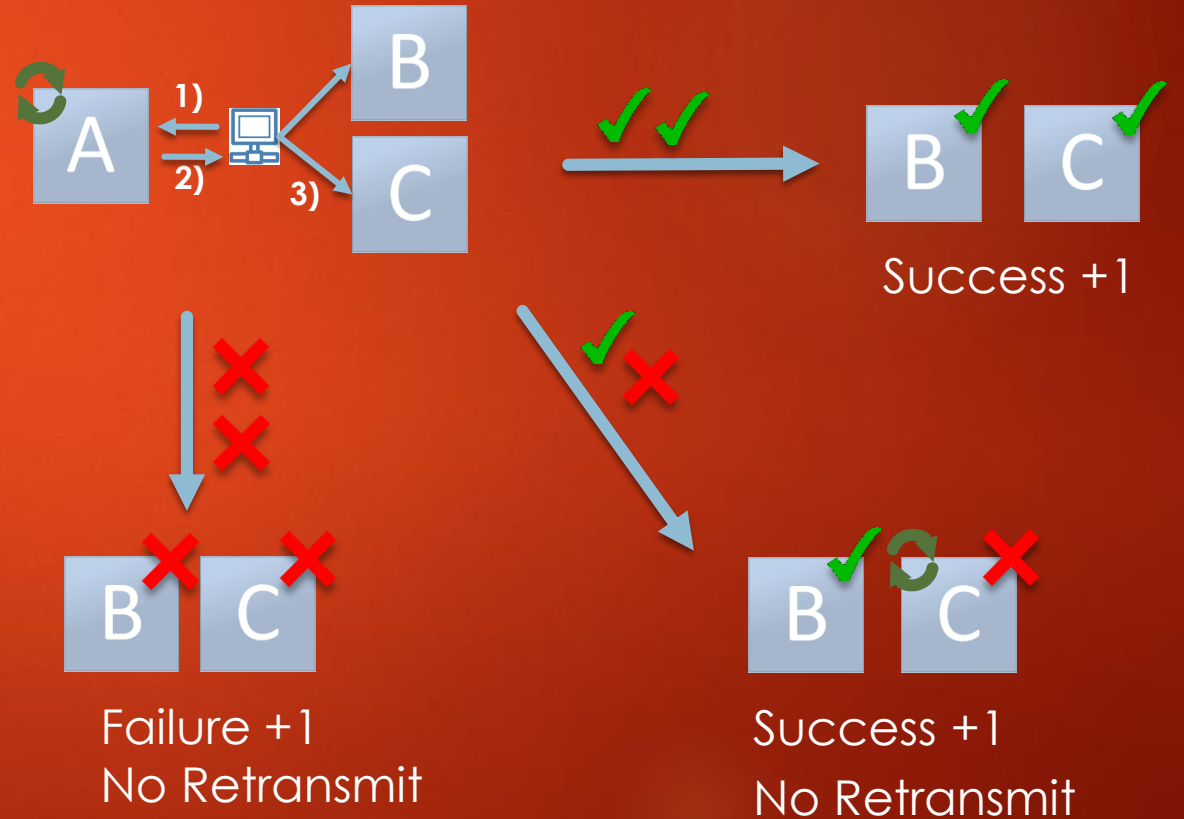 B
1)
A
2)
3)
C
B
C
Success +1
B
C
Failure +1
No Retransmit
B
C
Success +1
No Retransmit